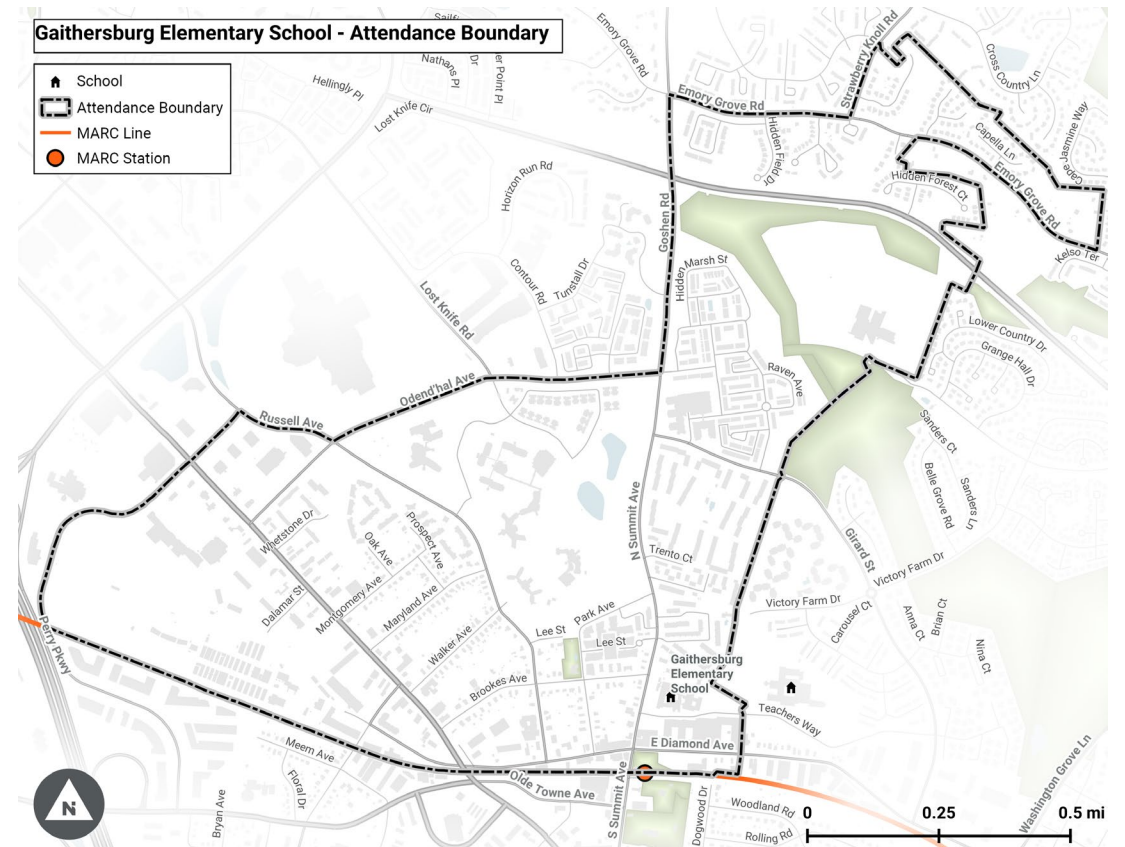 Gaithersburg Elementary School - Attendance Boundary
School
Attendance Boundary
MARC Line
MARC Station
Nathans Pl
Hellingly Pl
Lost Knife Cir
Emory Grove Rd
Emory Grove Rd
Strawberry Knoll Rd
Cross Country Ln
Hidden Field Dr
Capella Ln
Cape Jasmine Way
Hidden Forest Ct
Emory Grove Rd
Kelso Ter
Horizon Run Rd
Goshen Rd
Contour Rd
Tunstall Dr
Hidden Marsh St
Lost Knife Rd
Lower Country Dr
Grange Hall Dr
Raven Ave
Odend'hal Ave
Russell Ave
Sanders Ct
Belle Grove Rd
Sanders Ln
N Summit Ave
Girard St
Whetstone Dr
Oak Ave
Prospect Ave
Trento Ct
Victory Farm Dr
Dalamar St
Montgomery Ave
Maryland Ave
Park Ave
Victory Farm Dr
Carousel Ct
Anna Ct
Brian Ct
Nina Ct
Walker Ave
Lee St
Lee St
Perry Pkwy
Brookes Ave
Gaithersburg
Elementary
School
Teachers Way
E Diamond Ave
Meem Ave
Floral Dr
Olde Towne Ave
S Summit Ave
Dogwood Dr
Woodland Rd
Rolling Rd
Washington Grove Ln
Bryan Ave
N
0
0.25
0.5 mi